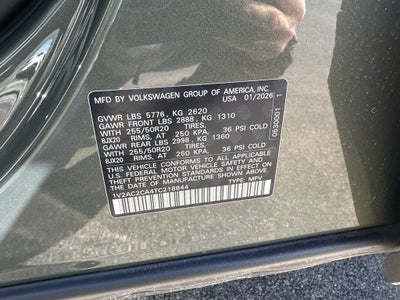 MFD. BY: VOLKSWAGEN GROUP OF AMERICA, INC.
USA 01/2026
GVWR LBS 5776, KG 2620
GAWR FRONT LBS 2888, KG 1310
WITH 255/50R20 TIRES,
8JX20 RIMS, AT 250 KPA, 36 PSI COLD
GAWR REAR LBS 2998, KG 1360
WITH 255/50R20 TIRES,
8JX20 RIMS, AT 250 KPA, 36 PSI COLD
THIS VEHICLE CONFORMS TO ALL APPLICABLE
U.S. FEDERAL MOTOR VEHICLE SAFETY
STANDARDS IN EFFECT ON THE DATE OF
MANUFACTURE SHOWN ABOVE
1V2AC2CA4TC218844 TYPE: MPV